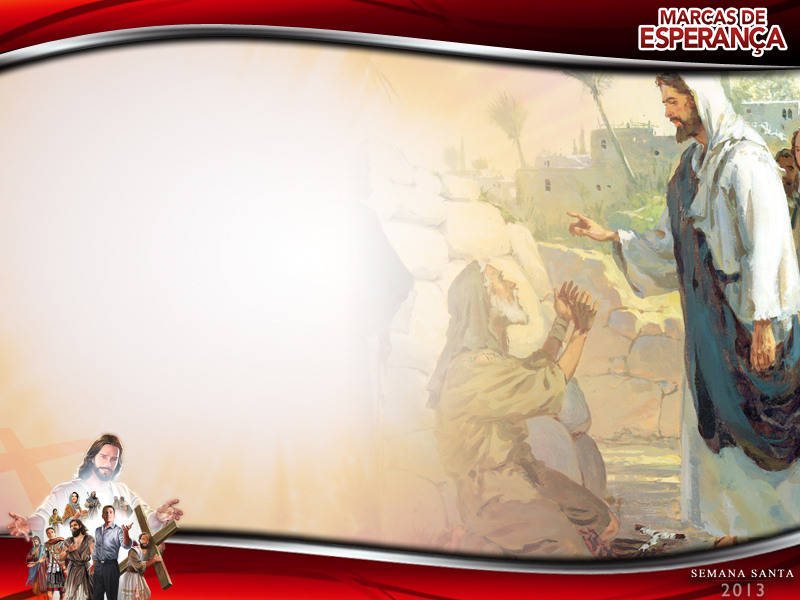 MARCAS DE
ESPERANÇA
SEMANA SANTA
2013